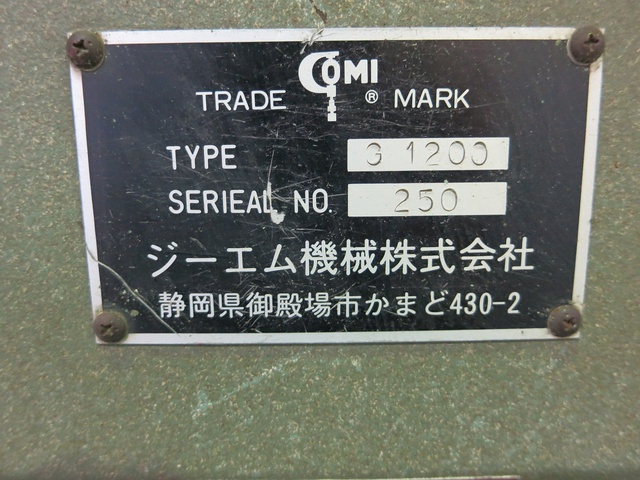 GOMI
TRADE ® MARK
TYPE G 1200
SERIEAL NO. 250
ジーエム機械株式会社
静岡県御殿場市かまど430-2